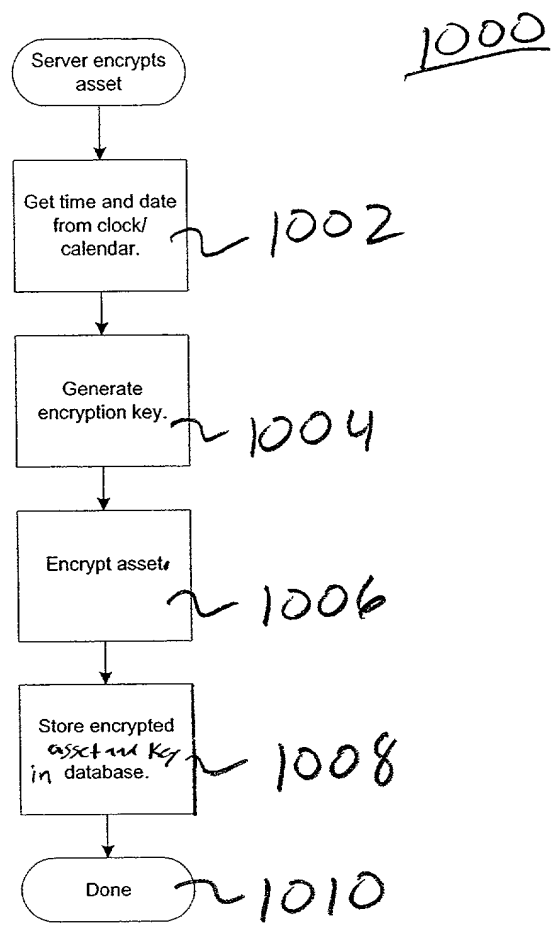 1000
Server encrypts
asset
Get time and date
from clock/
calendar.
1002
Generate
encryption key.
1004
Encrypt asset.
1006
Store encrypted
asset and key
in database.
1008
Done
1010